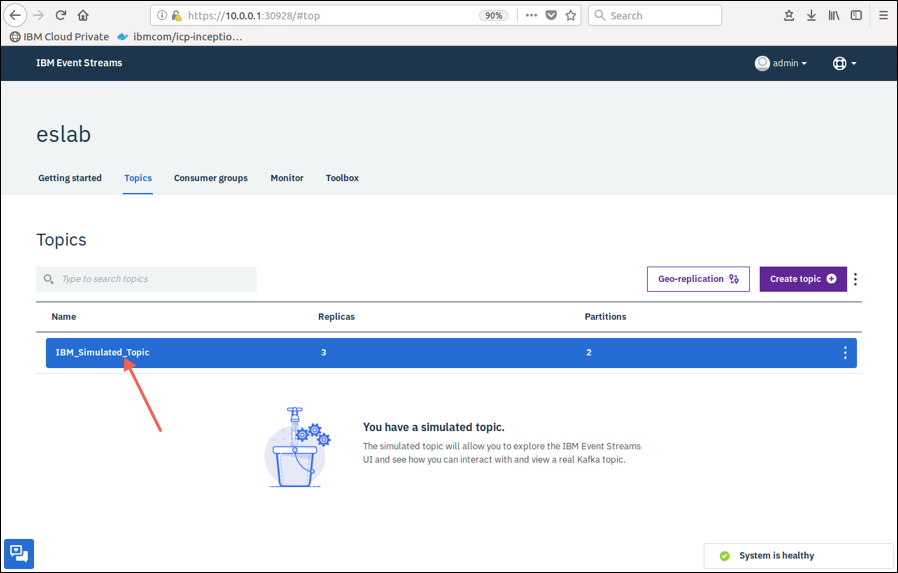 https://10.0.0.1:30928/#top
90%
Search
IBM Cloud Private
ibmcom/icp-inceptio...
IBM Event Streams
admin
eslab
Getting started
Topics
Consumer groups
Monitor
Toolbox
Topics
Type to search topics
Geo-replication
Create topic
Name
Replicas
Partitions
IBM_Simulated_Topic
3
2
You have a simulated topic.
The simulated topic will allow you to explore the IBM Event Streams
UI and see how you can interact with and view a real Kafka topic.
System is healthy